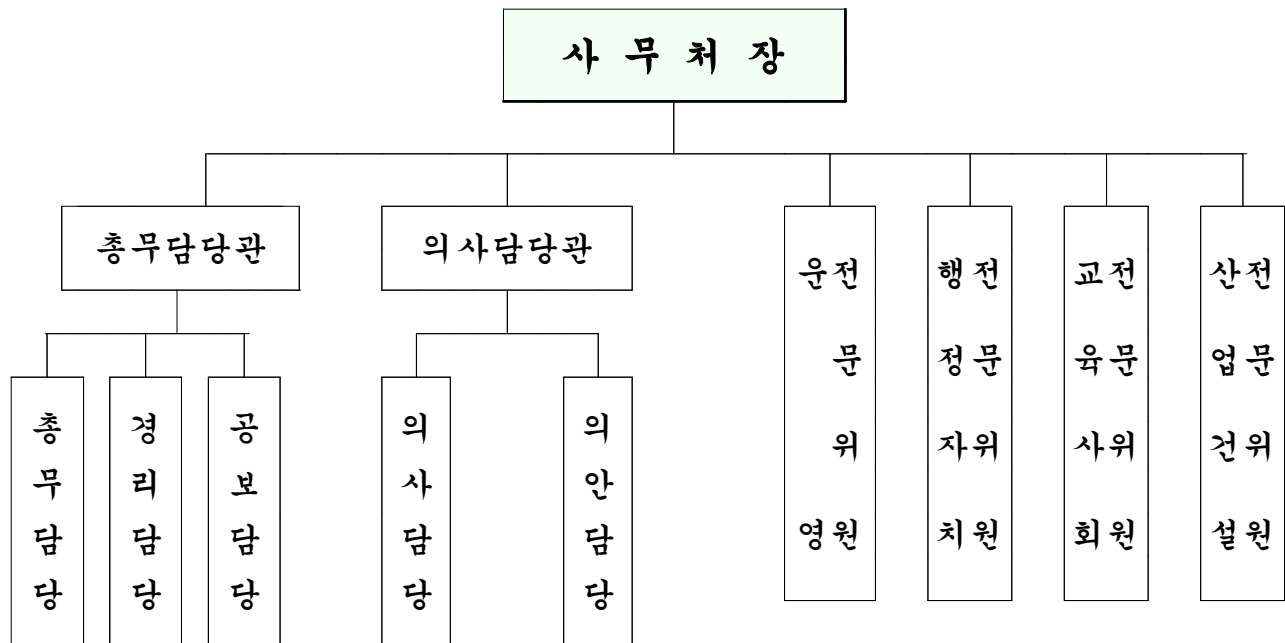 사무처장
총무담당관
의사담당관
운영
전문위원
행정자치
전문위원
교육사회
전문위원
산업건설
전문위원
총무담당
경리담당
공보담당
의사담당
의안담당